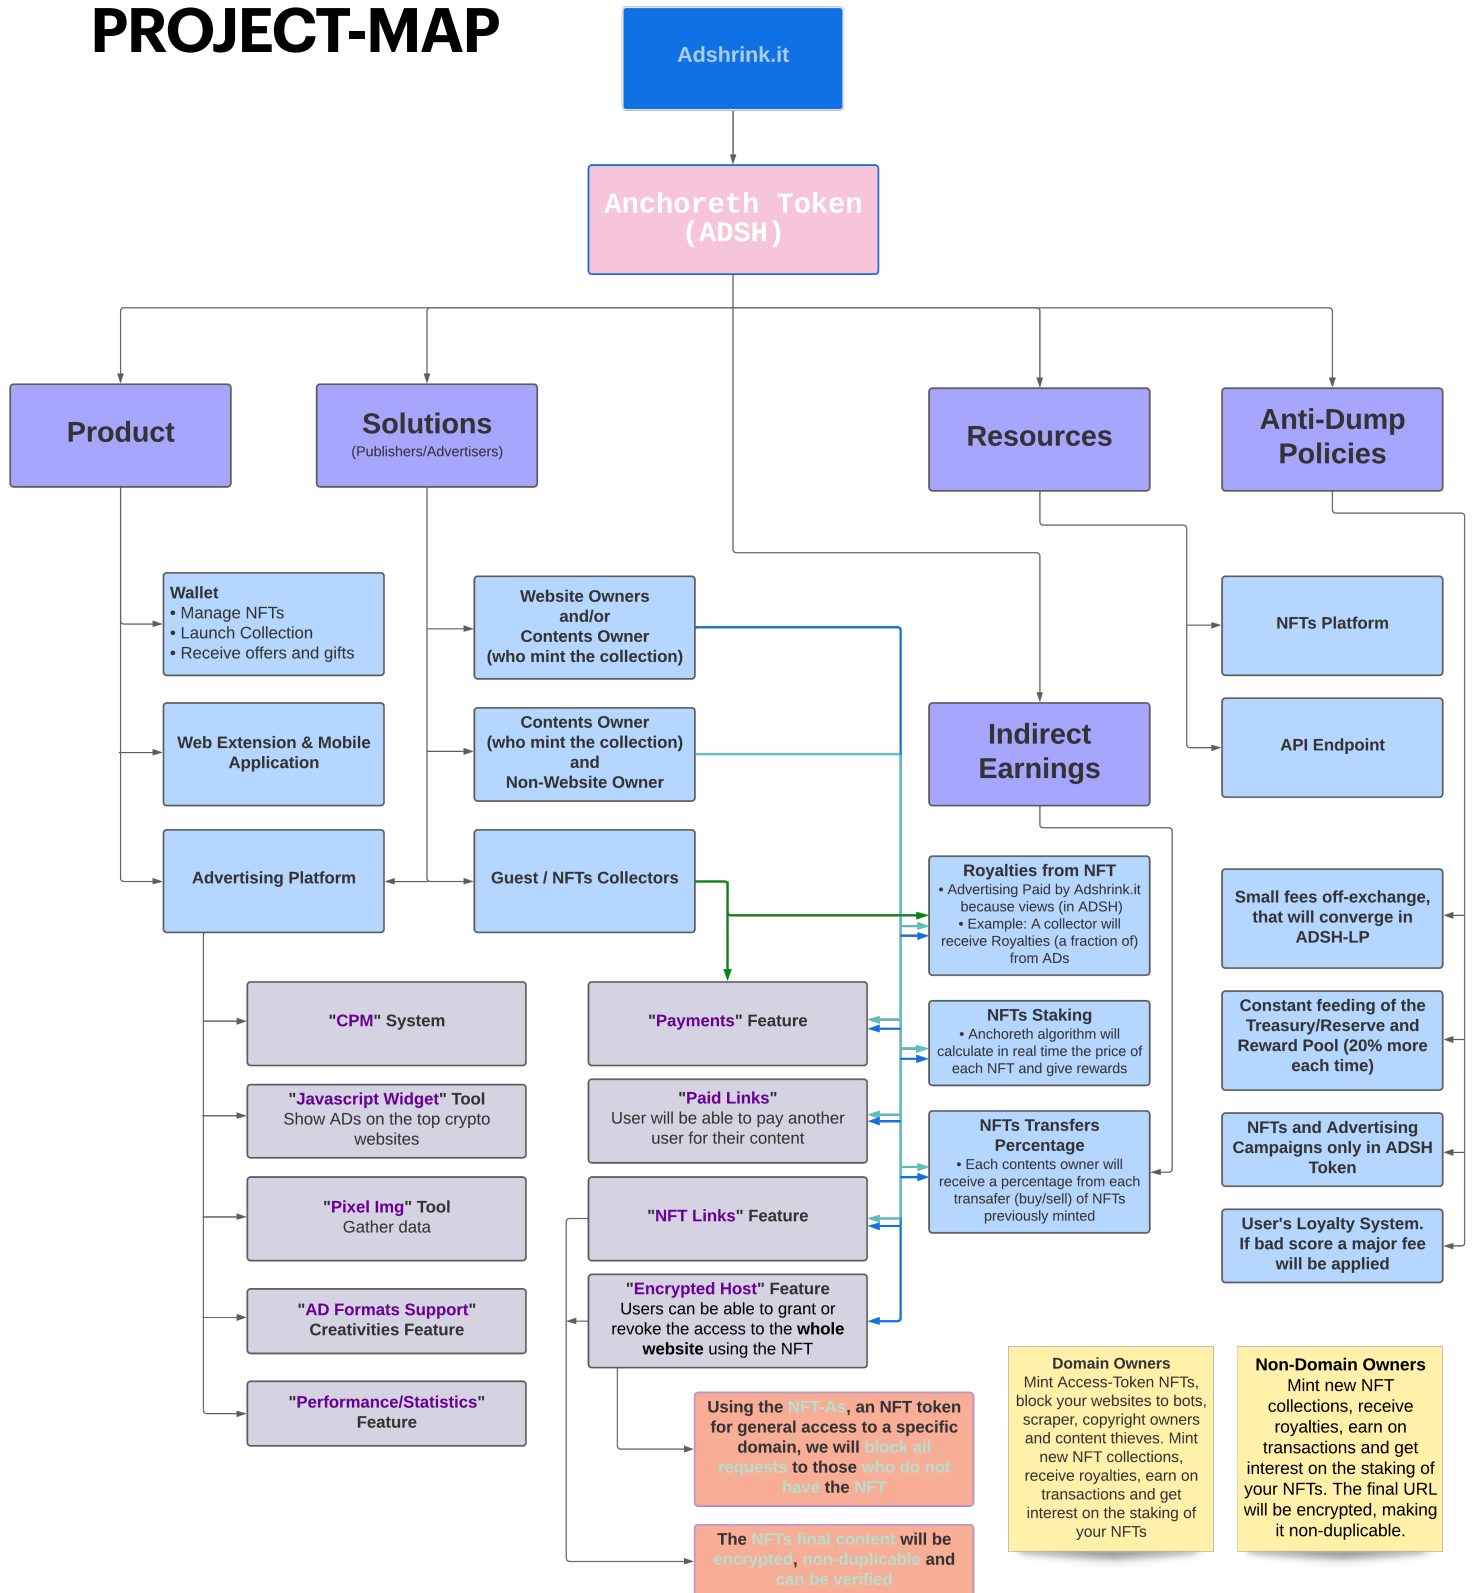 PROJECT-MAP
Adshrink.it
Anchoreth Token
(ADSH)
Product
Solutions
(Publishers/Advertisers)
Resources
Anti-Dump
Policies
Wallet
• Manage NFTs
• Launch Collection
• Receive offers and gifts
Web Extension & Mobile
Application
Advertising Platform
Website Owners
and/or
Contents Owner
(who mint the collection)
Contents Owner
(who mint the collection)
and
Non-Website Owner
Guest / NFTs Collectors
NFTs Platform
API Endpoint
Indirect
Earnings
Royalties from NFT
• Advertising Paid by Adshrink.it
because views (in ADSH)
• Example: A collector will
receive Royalties (a fraction of)
from ADs
NFTs Staking
• Anchoreth algorithm will
calculate in real time the price of
each NFT and give rewards
NFTs Transfers
Percentage
• Each contents owner will
receive a percentage from each
transafer (buy/sell) of NFTs
previously minted
Small fees off-exchange,
that will converge in
ADSH-LP
Constant feeding of the
Treasury/Reserve and
Reward Pool (20% more
each time)
NFTs and Advertising
Campaigns only in ADSH
Token
User's Loyalty System.
If bad score a major fee
will be applied
"CPM" System
"Javascript Widget" Tool
Show ADs on the top crypto
websites
"Pixel Img" Tool
Gather data
"AD Formats Support"
Creativities Feature
"Performance/Statistics"
Feature
"Payments" Feature
"Paid Links"
User will be able to pay another
user for their content
"NFT Links" Feature
"Encrypted Host" Feature
Users can be able to grant or
revoke the access to the whole
website using the NFT
Using the NFT-As, an NFT token
for general access to a specific
domain, we will block all
requests to those who do not
have the NFT
The NFTs final content will be
encrypted, non-duplicable and
can be verified
Domain Owners
Mint Access-Token NFTs,
block your websites to bots,
scraper, copyright owners
and content thieves. Mint
new NFT collections,
receive royalties, earn on
transactions and get
interest on the staking of
your NFTs
Non-Domain Owners
Mint new NFT
collections, receive
royalties, earn on
transactions and get
interest on the staking of
your NFTs. The final URL
will be encrypted, making
it non-duplicable.